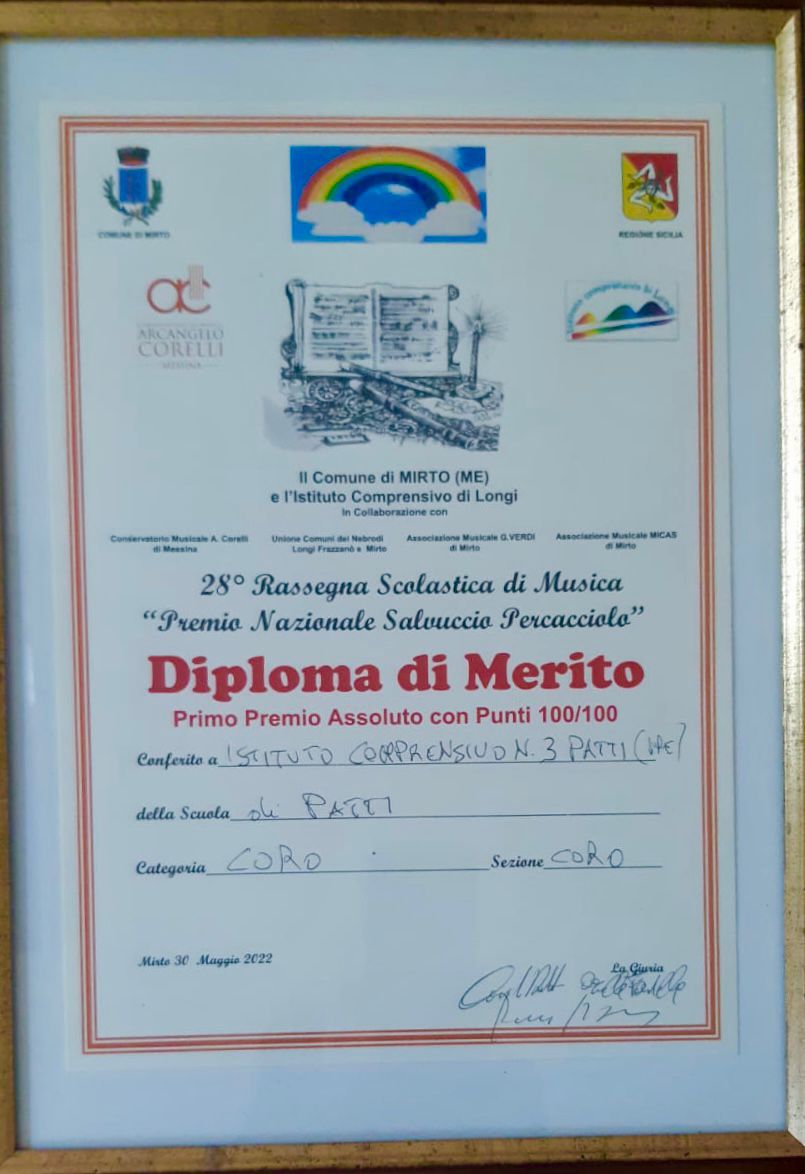 COMUNE DI MIRTO
REGIONE SICILIA
ARCANGELO
CORELLI
MESSINA
Istituto comprensivo di Longi
Il Comune di MIRTO (ME)
e l'Istituto Comprensivo di Longi
In Collaborazione con
Conservatorio Musicale A. Corelli
di Messina
Unione Comuni dei Nebrodi
Longi Frazzanò e Mirto
Associazione Musicale G.VERDI
di Mirto
Associazione Musicale MICAS
di Mirto
28° Rassegna Scolastica di Musica
“Premio Nazionale Salvuccio Percacciolo”
Diploma di Merito
Primo Premio Assoluto con Punti 100/100
Conferito a ISTITUTO COMPRENSIVO N. 3 PATTI (ME)
della Scuola di PATTI
Categoria CORO Sezione CORO
Mirto 30 Maggio 2022
La Giuria